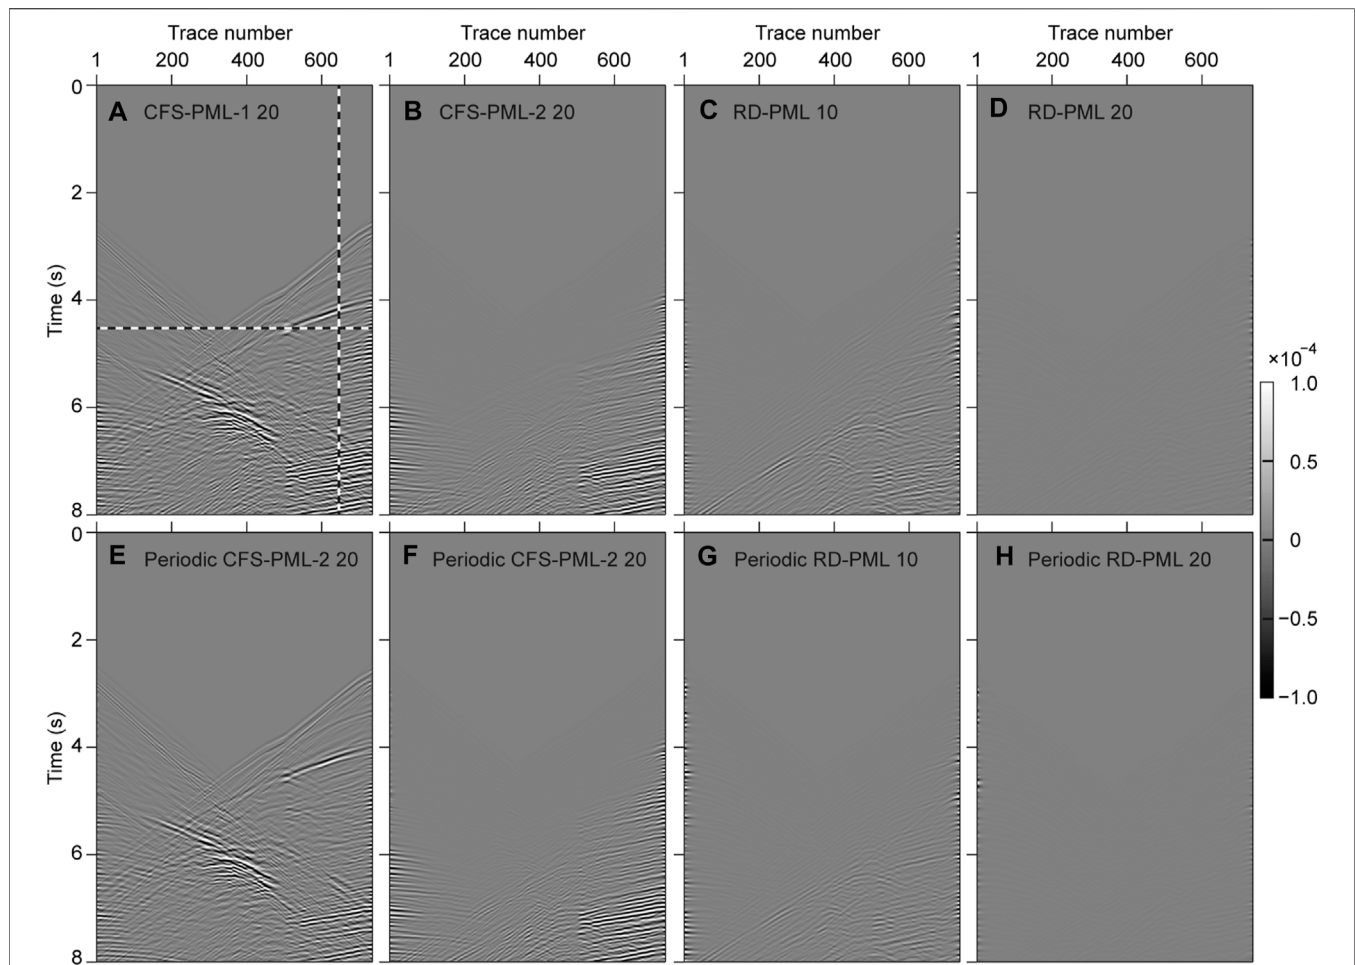 Trace number Trace number Trace number Trace number
1 200 400 600 1 200 400 600 1 200 400 600 1 200 400 600
0
A CFS-PML-1 20 B CFS-PML-2 20 C RD-PML 10 D RD-PML 20
2
4
Time (s)
6
8
×10⁻⁴
1.0
0.5
0
−0.5
−1.0
0
E Periodic CFS-PML-2 20 F Periodic CFS-PML-2 20 G Periodic RD-PML 10 H Periodic RD-PML 20
2
4
Time (s)
6
8